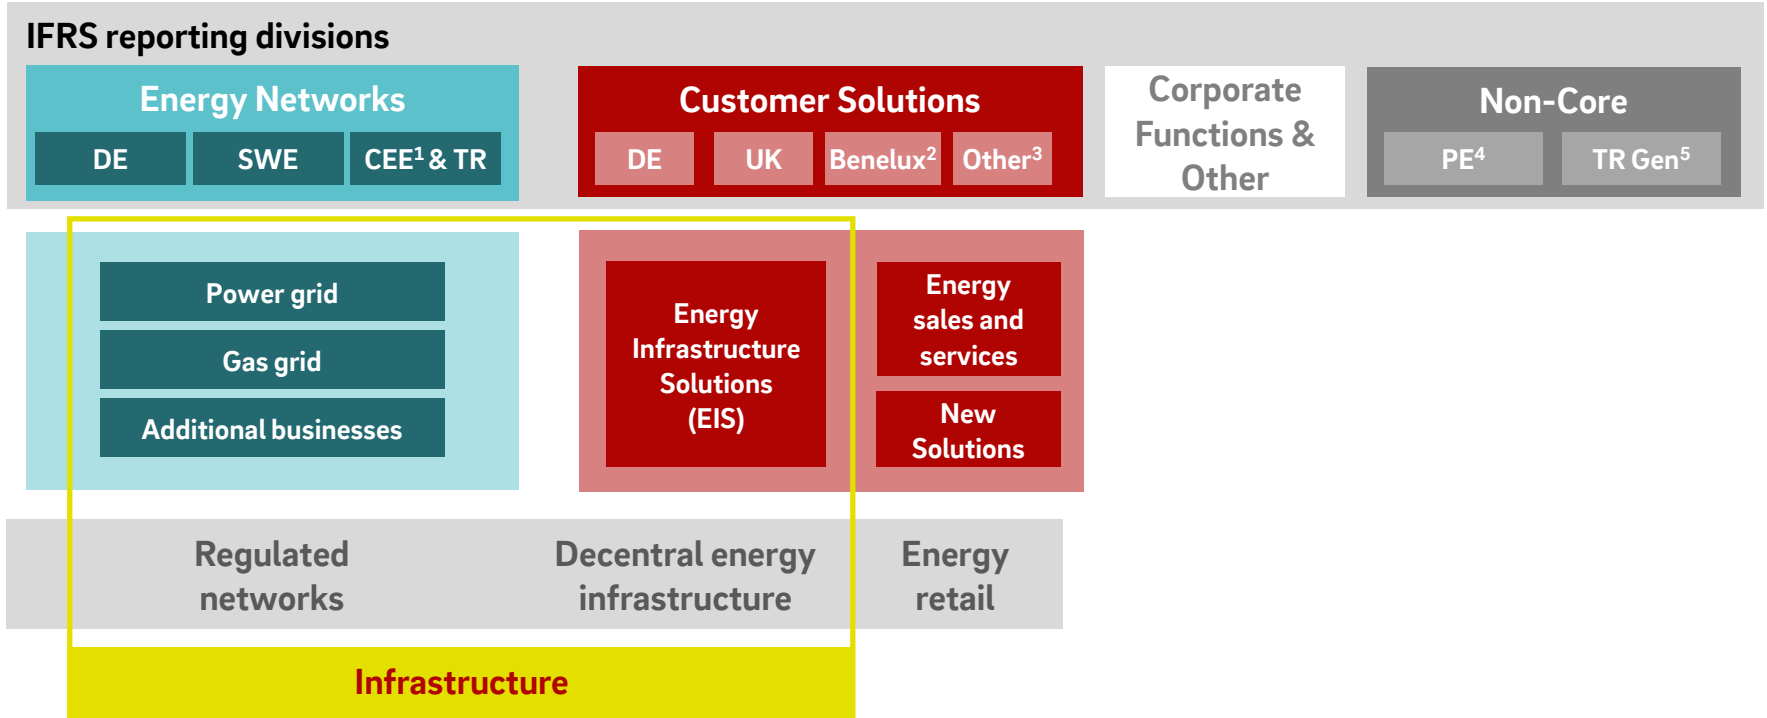 IFRS reporting divisions
Energy Networks
DE
SWE
CEE¹ & TR
Customer Solutions
DE
UK
Benelux²
Other³
Corporate
Functions &
Other
Non-Core
PE⁴
TR Gen⁵
Power grid
Gas grid
Additional businesses
Energy
Infrastructure
Solutions
(EIS)
Energy
sales and
services
New
Solutions
Regulated
networks
Decentral energy
infrastructure
Energy
retail
Infrastructure